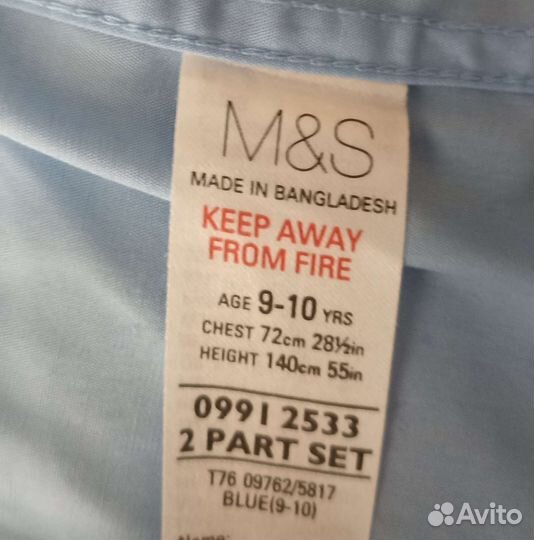 M&S
MADE IN BANGLADESH
KEEP AWAY
FROM FIRE
AGE 9-10 YRS
CHEST 72cm 28½in
HEIGHT 140cm 55in
0991 2533
2 PART SET
T76 09762/5817
BLUE(9-10)
Avito